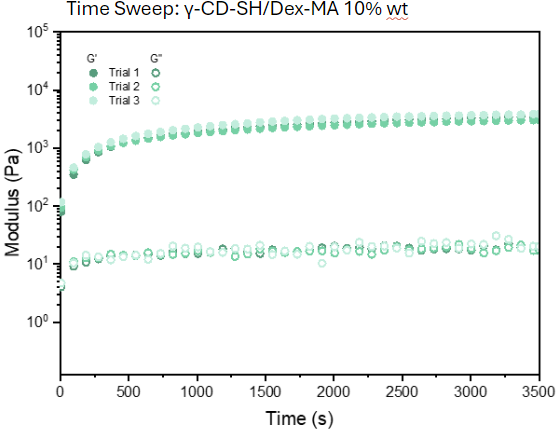 Time Sweep: γ-CD-SH/Dex-MA 10% wt
10⁵
G' G''
Trial 1
Trial 2
Trial 3
10⁴
10³
10²
10¹
10⁰
Modulus (Pa)
0 500 1000 1500 2000 2500 3000 3500
Time (s)